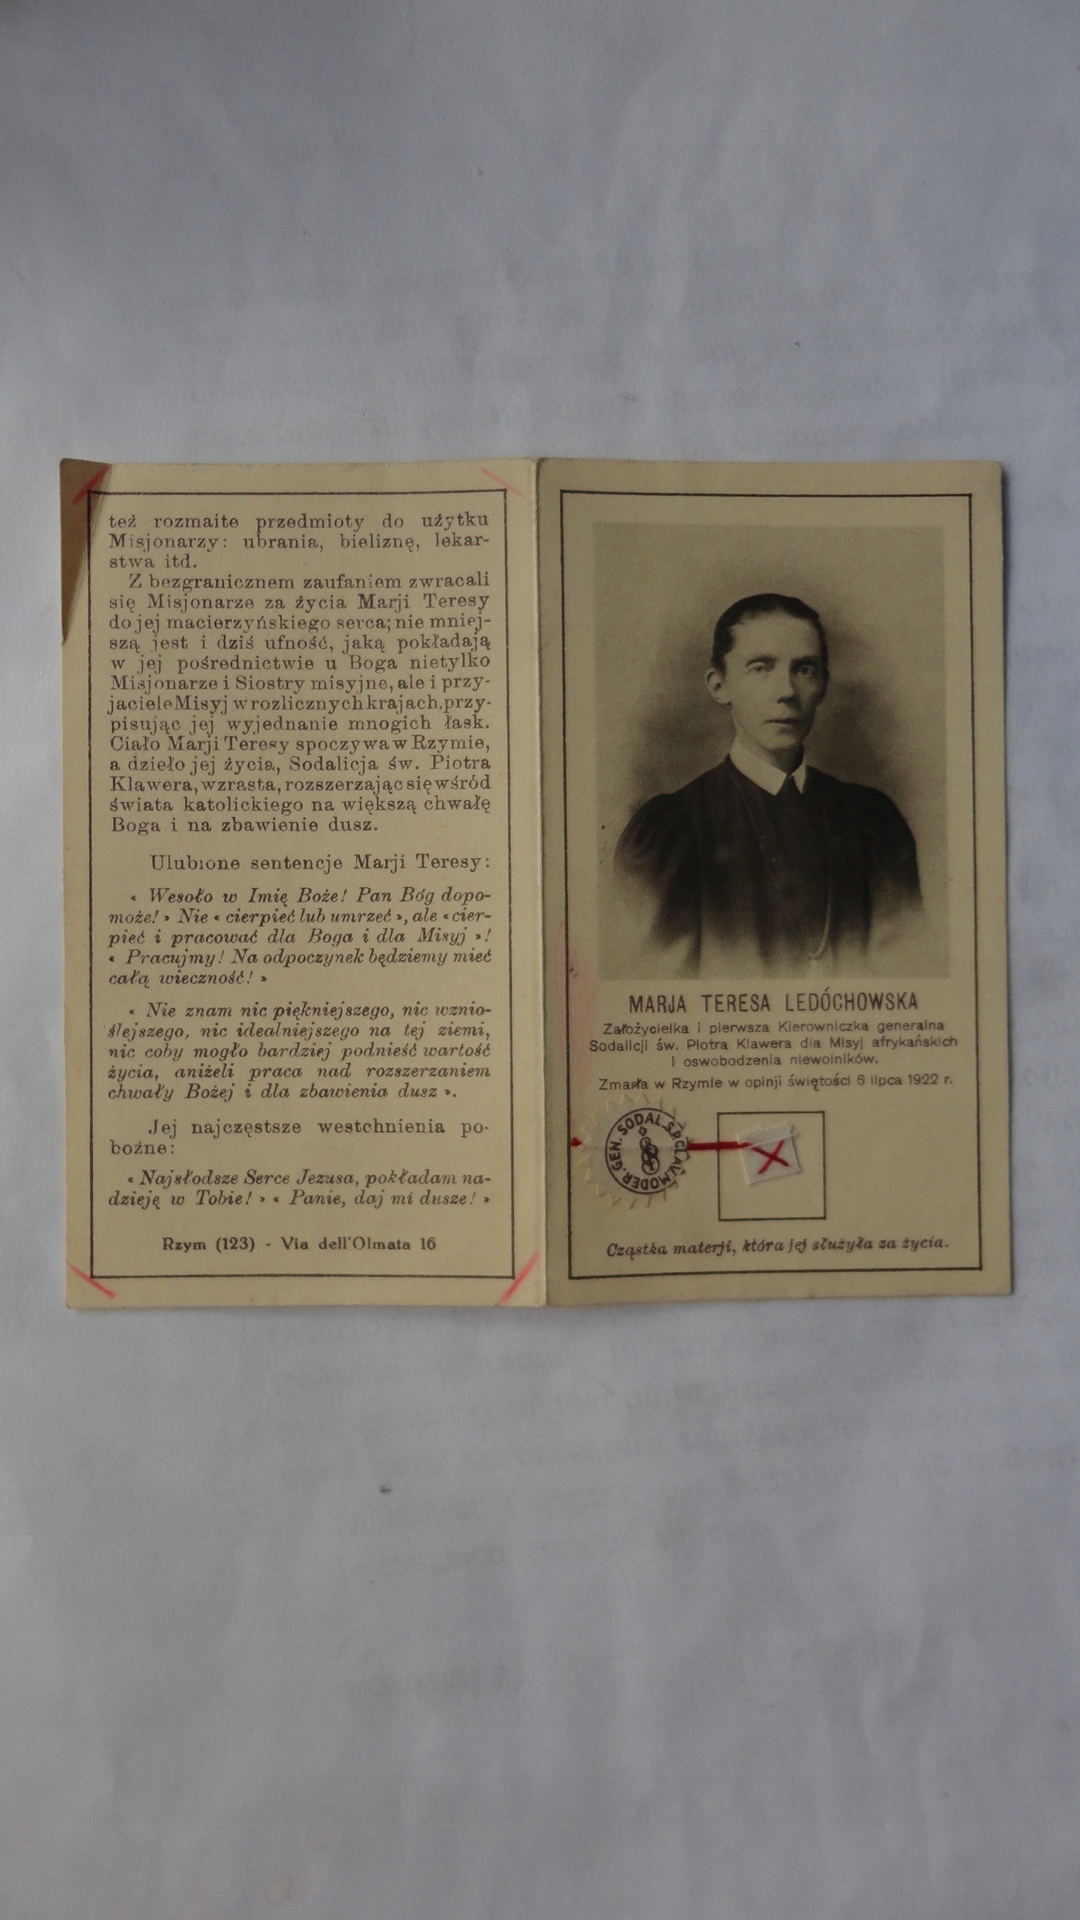 też rozmaite przedmioty do użytku
Misjonarzy: ubrania, bieliznę, lekar-
stwa itd.
Z bezgranicznem zaufaniem zwracali
się Misjonarze za życia Marji Teresy
do jej macierzyńskiego serca; nie mniej-
szą jest i dziś ufność, jaką pokładają
w jej pośrednictwie u Boga nietylko
Misjonarze i Siostry misyjne, ale i przy-
jaciele Misyj w rozlicznych krajach, przy-
pisując jej wyjednanie mnogich łask.
Ciało Marji Teresy spoczywa w Rzymie,
a dzieło jej życia, Sodalicja św. Piotra
Klawera, wzrasta, rozszerzając się wśród
świata katolickiego na większą chwałę
Boga i na zbawienie dusz.
Ulubione sentencje Marji Teresy:
« Wesoło w Imię Boże! Pan Bóg dopo-
może! » Nie « cierpieć lub umrzeć », ale « cier-
pieć i pracować dla Boga i dla Misyj »!
« Pracujmy! Na odpoczynek będziemy mieć
całą wieczność! »
« Nie znam nic piękniejszego, nic wznio-
ślejszego, nic idealniejszego na tej ziemi,
nic coby mogło bardziej podnieść wartość
życia, aniżeli praca nad rozszerzaniem
chwały Bożej i dla zbawienia dusz ».
Jej najczęstsze westchnienia po-
bożne:
« Najsłodsze Serce Jezusa, pokładam na-
dzieję w Tobie! » « Panie, daj mi dusze! »
Rzym (123) - Via dell'Olmata 16
MARJA TERESA LEDÓCHOWSKA
Założycielka i pierwsza Kierowniczka generalna
Sodalicji św. Piotra Klawera dla Misyj afrykańskich
i oswobodzenia niewolników.
Zmarła w Rzymie w opinji świętości 6 lipca 1922 r.
MODER. GEN. SODAL. S. P. CLAV.
Cząstka materji, która jej służyła za życia.